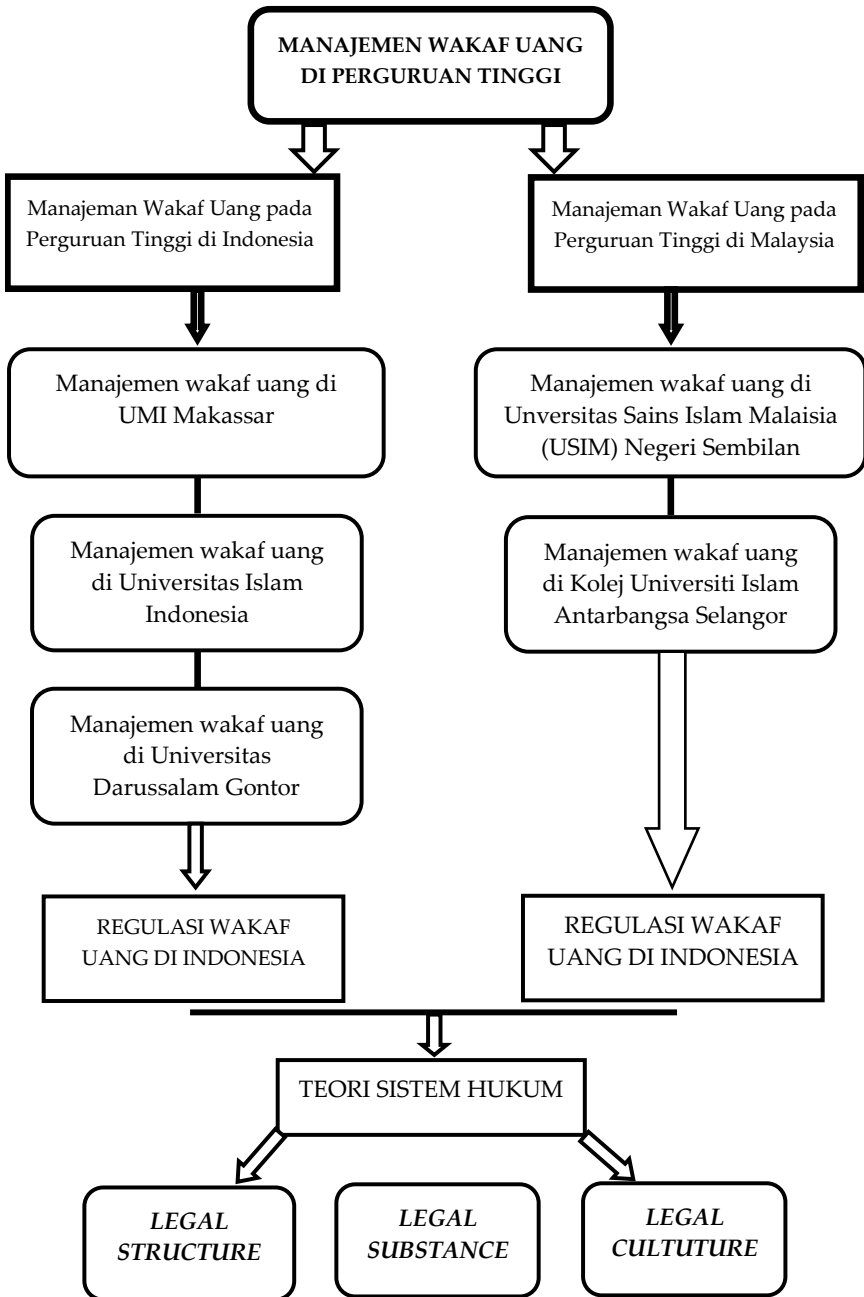 MANAJEMEN WAKAF UANG
DI PERGURUAN TINGGI
Manajeman Wakaf Uang pada
Perguruan Tinggi di Indonesia
Manajeman Wakaf Uang pada
Perguruan Tinggi di Malaysia
Manajemen wakaf uang di
UMI Makassar
Manajemen wakaf uang di
Unversitas Sains Islam Malaisia
(USIM) Negeri Sembilan
Manajemen wakaf uang
di Universitas Islam
Indonesia
Manajemen wakaf uang
di Kolej Universiti Islam
Antarbangsa Selangor
Manajemen wakaf uang
di Universitas
Darussalam Gontor
REGULASI WAKAF
UANG DI INDONESIA
REGULASI WAKAF
UANG DI INDONESIA
TEORI SISTEM HUKUM
LEGAL
STRUCTURE
LEGAL
SUBSTANCE
LEGAL
CULTUTURE